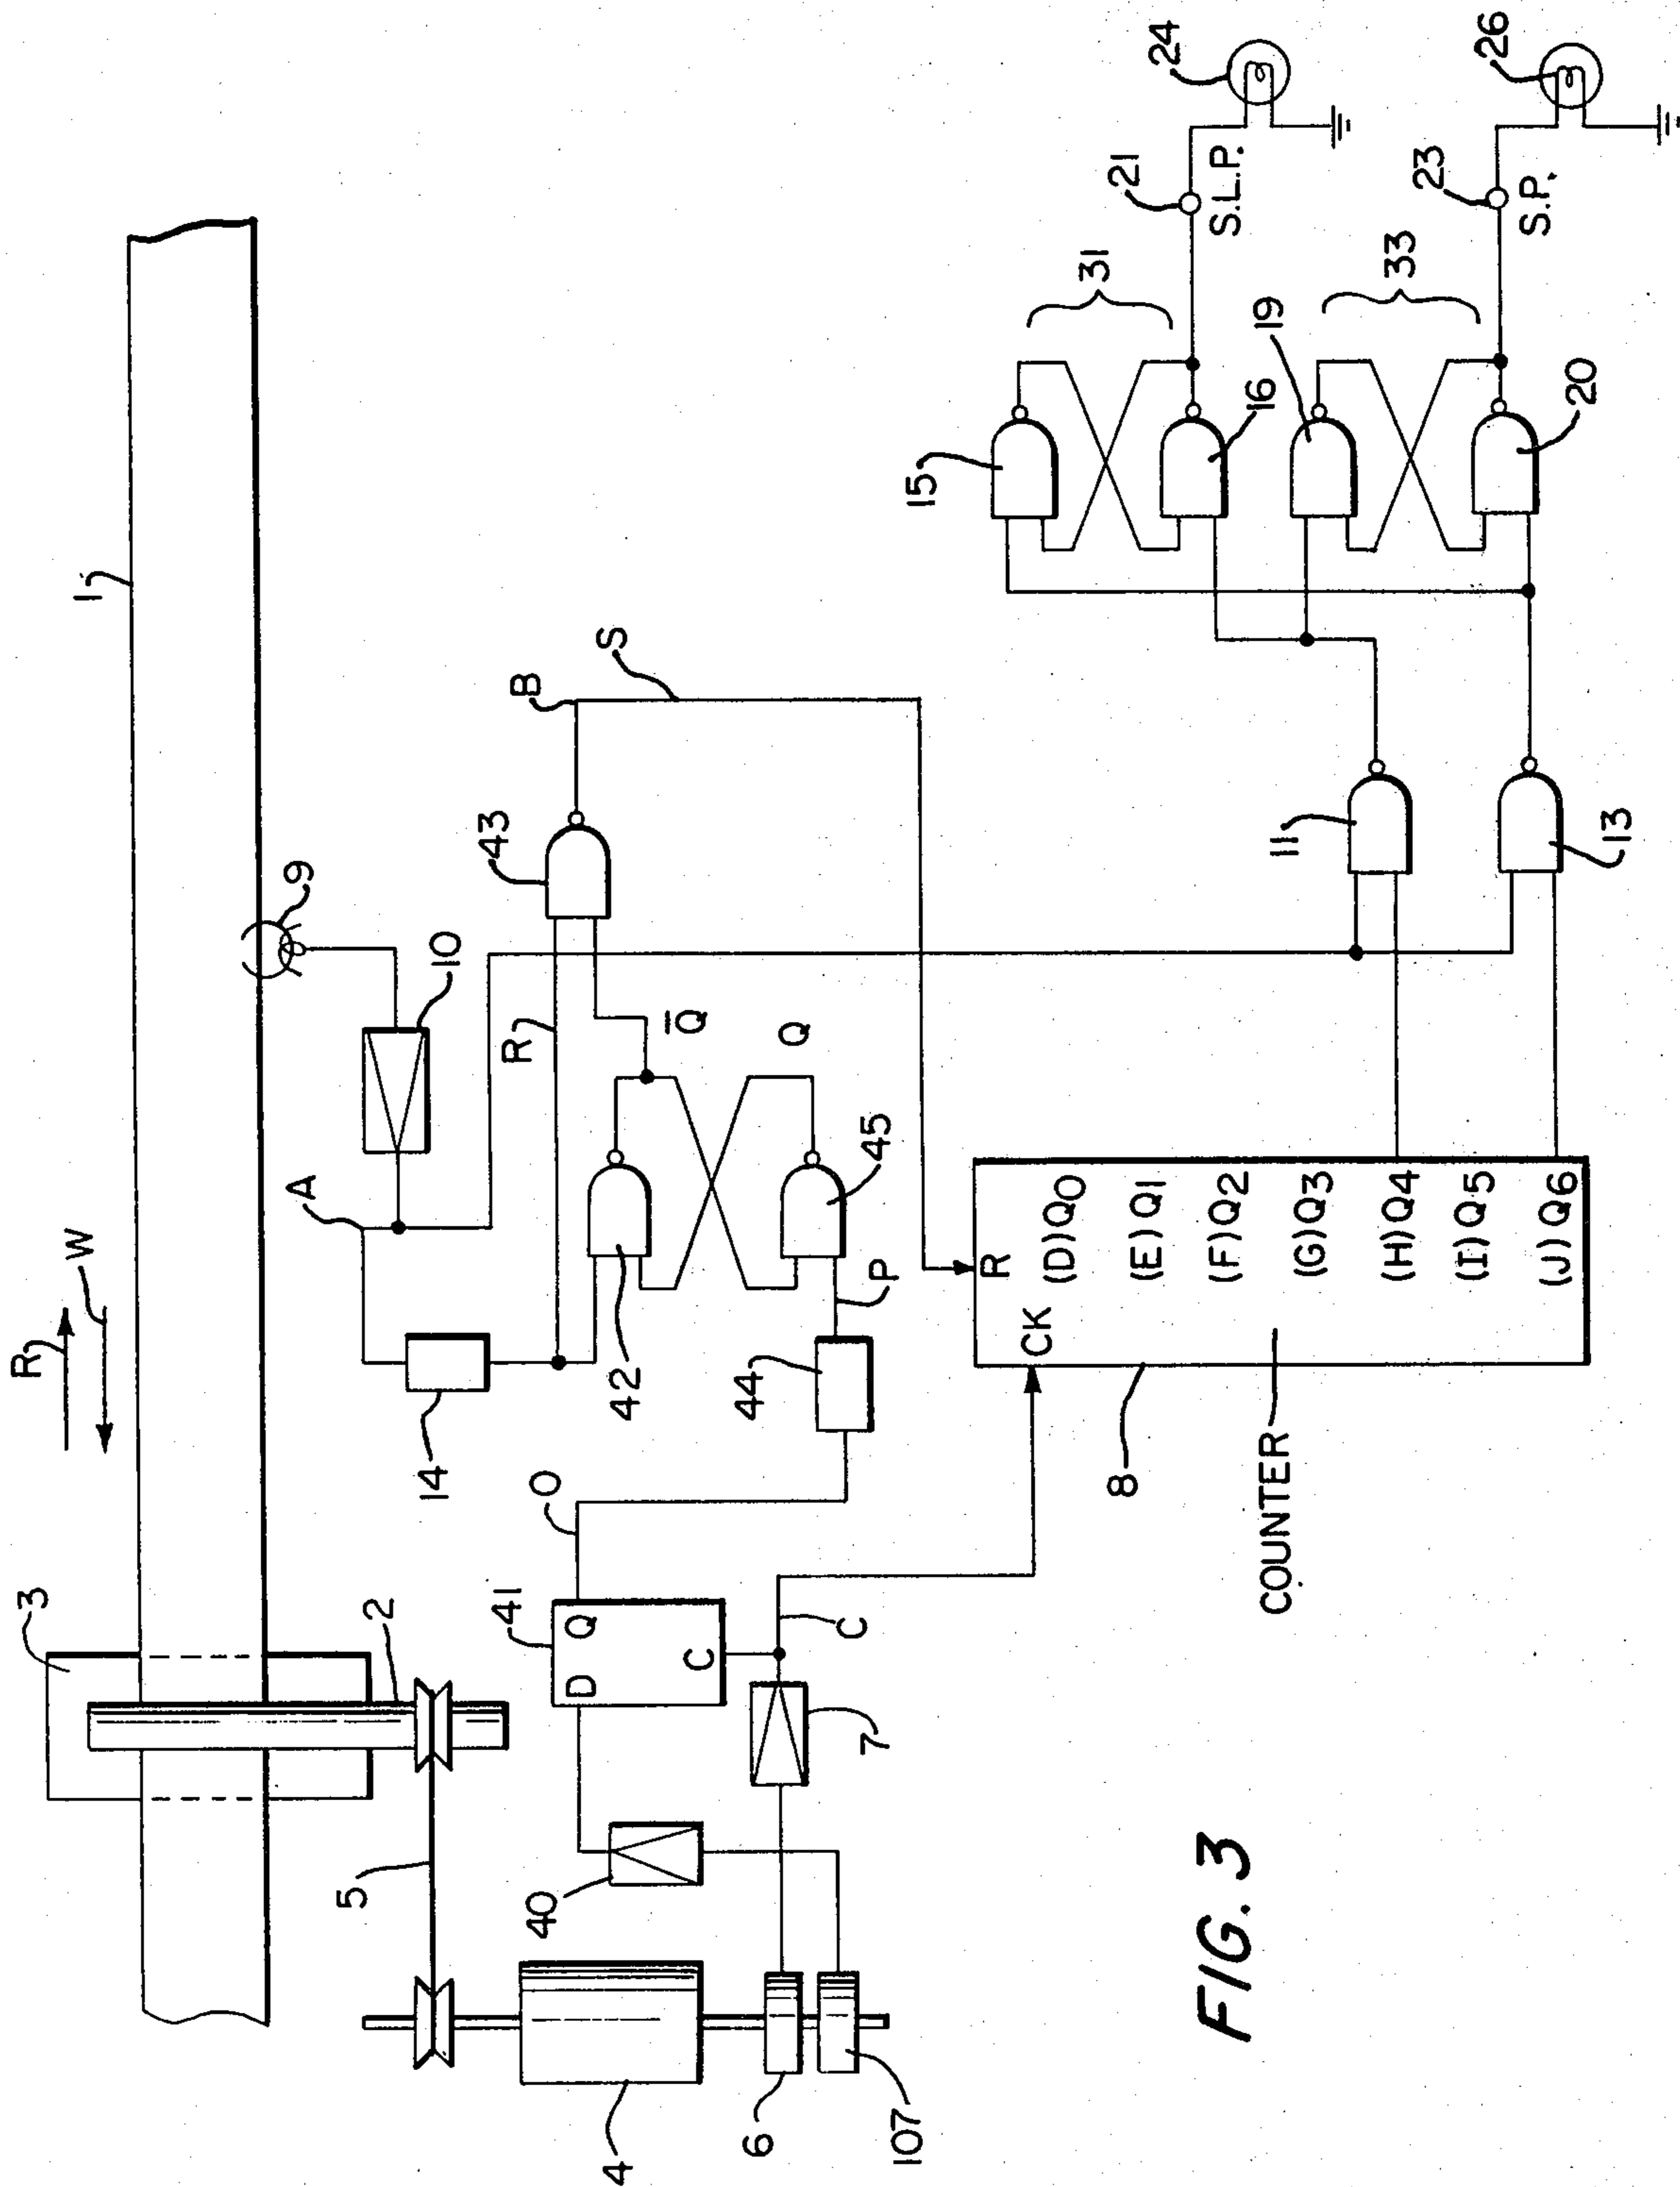 R
W
1
3
2
5
4
6
107
40
7
41
D
Q
C
C
O
14
A
10
9
R
42
43
B
S
Q̅
Q
45
44
P
8
COUNTER
CK
R
(D)Q0
(E)Q1
(F)Q2
(G)Q3
(H)Q4
(I)Q5
(J)Q6
11
13
15
16
19
20
31
33
21
S.L.P.
23
S.P.
24
26
FIG. 3